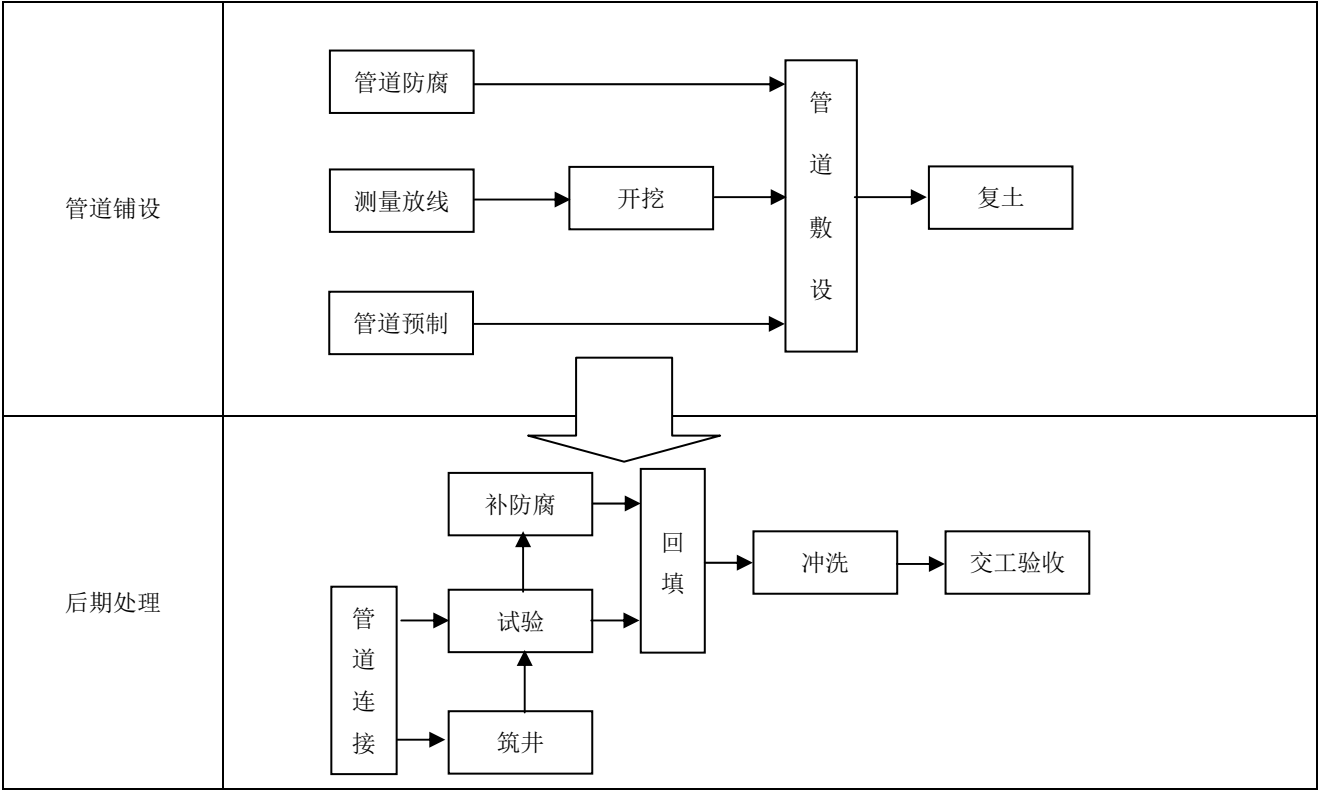 管道铺设
管道防腐
测量放线
开挖
管道预制
管道敷设
复土
后期处理
补防腐
试验
管道连接
筑井
回填
冲洗
交工验收